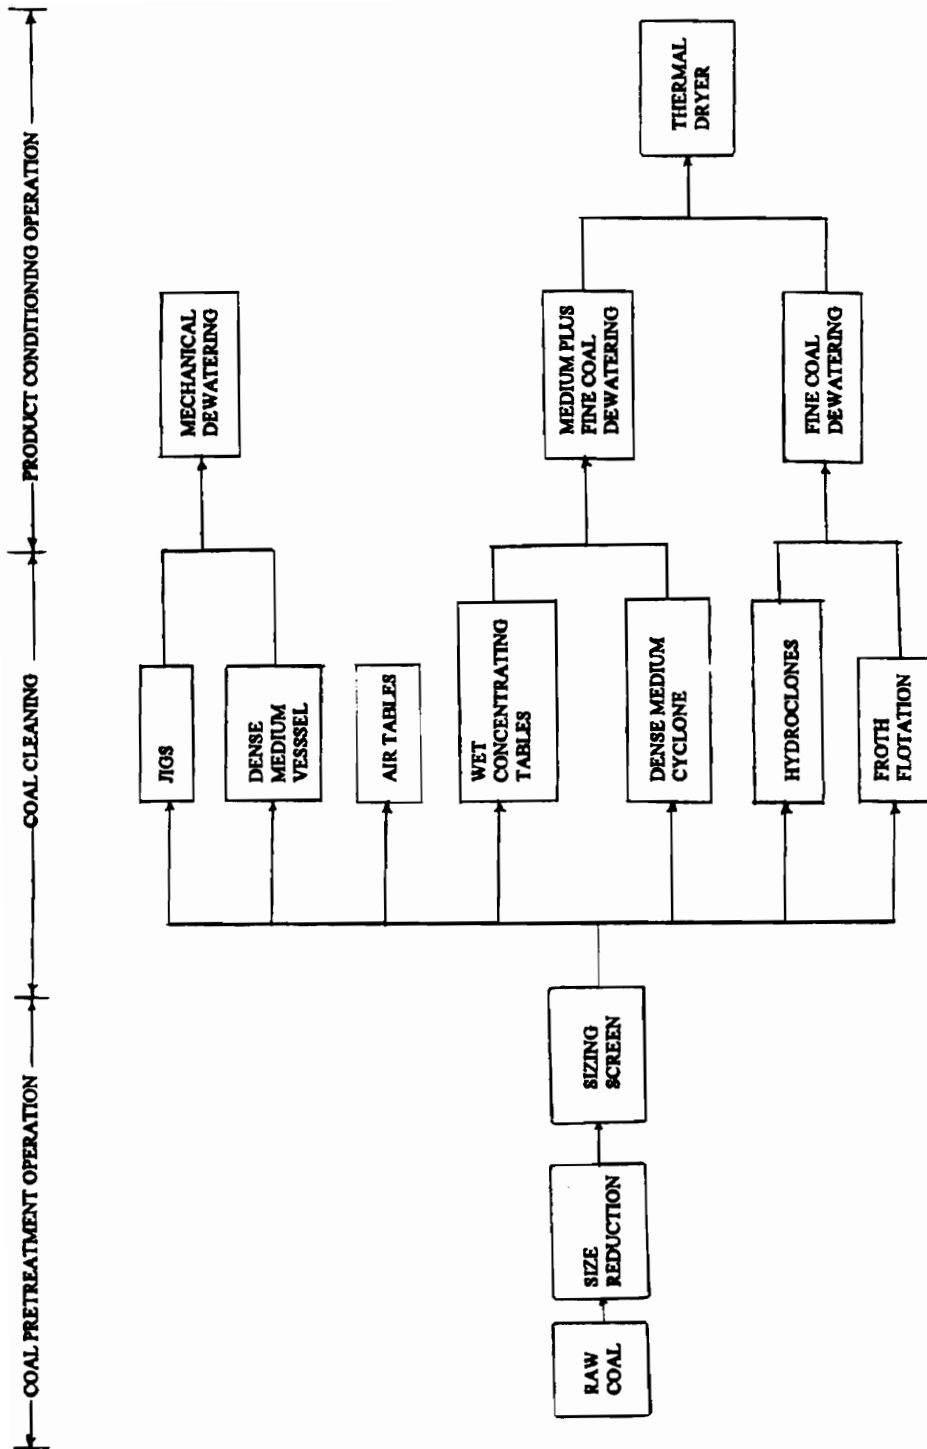 COAL PRETREATMENT OPERATION
COAL CLEANING
PRODUCT CONDITIONING OPERATION
RAW
COAL
SIZE
REDUCTION
SIZING
SCREEN
JIGS
DENSE
MEDIUM
VESSSEL
AIR TABLES
WET
CONCENTRATING
TABLES
DENSE MEDIUM
CYCLONE
HYDROCLONES
FROTH
FLOTATION
MECHANICAL
DEWATERING
MEDIUM PLUS
FINE COAL
DEWATERING
FINE COAL
DEWATERING
THERMAL
DRYER